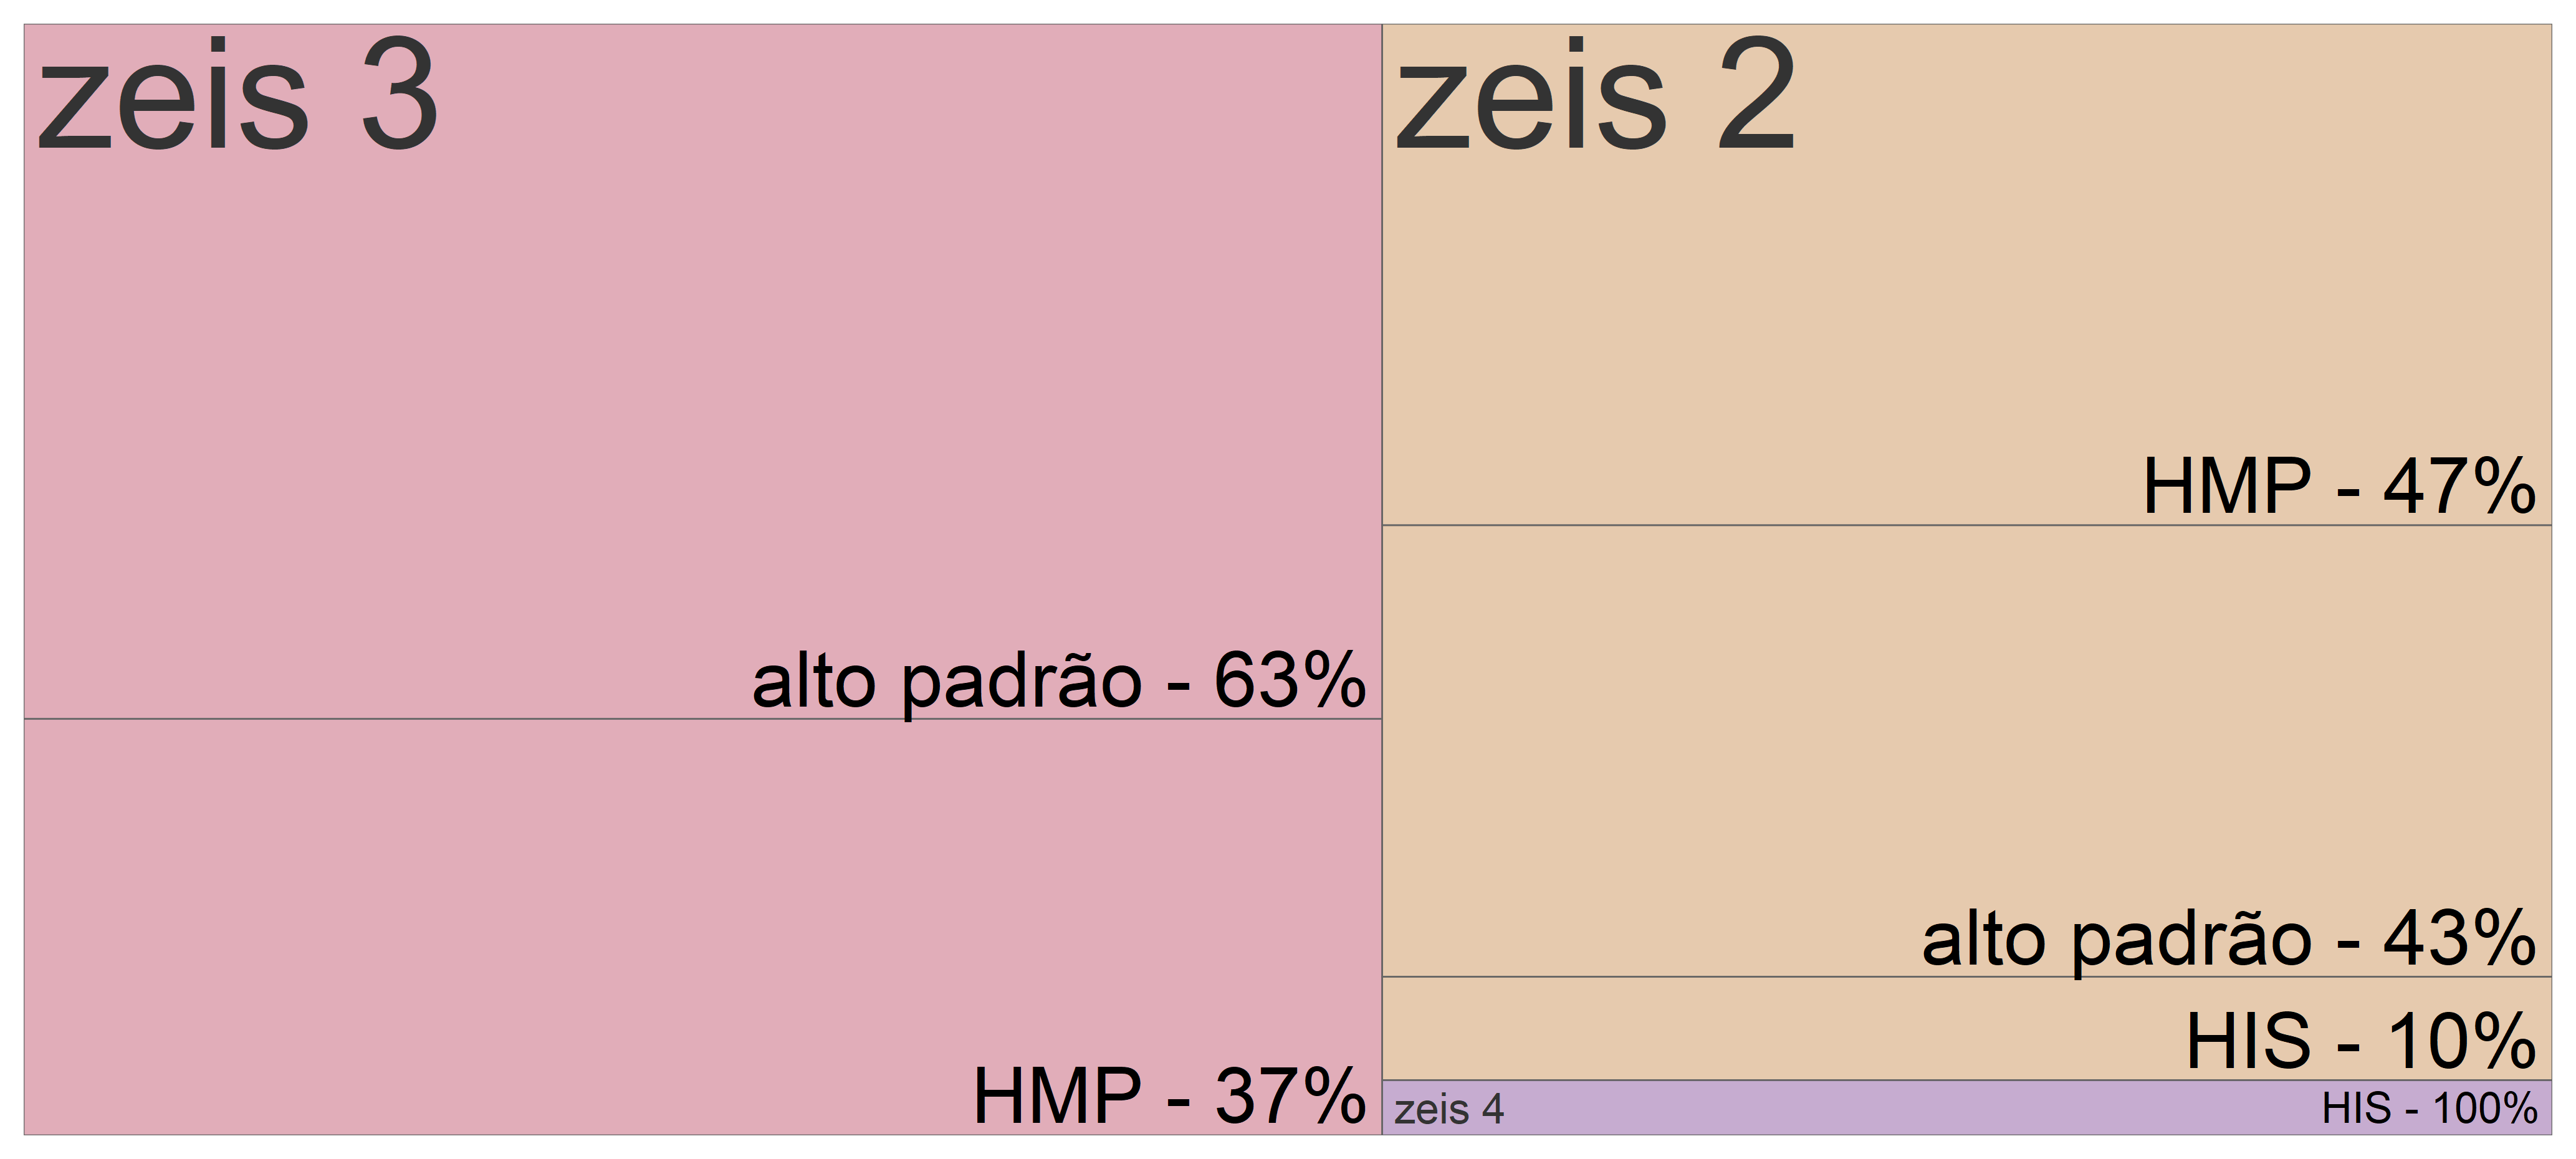 zeis 3
alto padrão - 63%
HMP - 37%
zeis 2
HMP - 47%
alto padrão - 43%
HIS - 10%
zeis 4
HIS - 100%